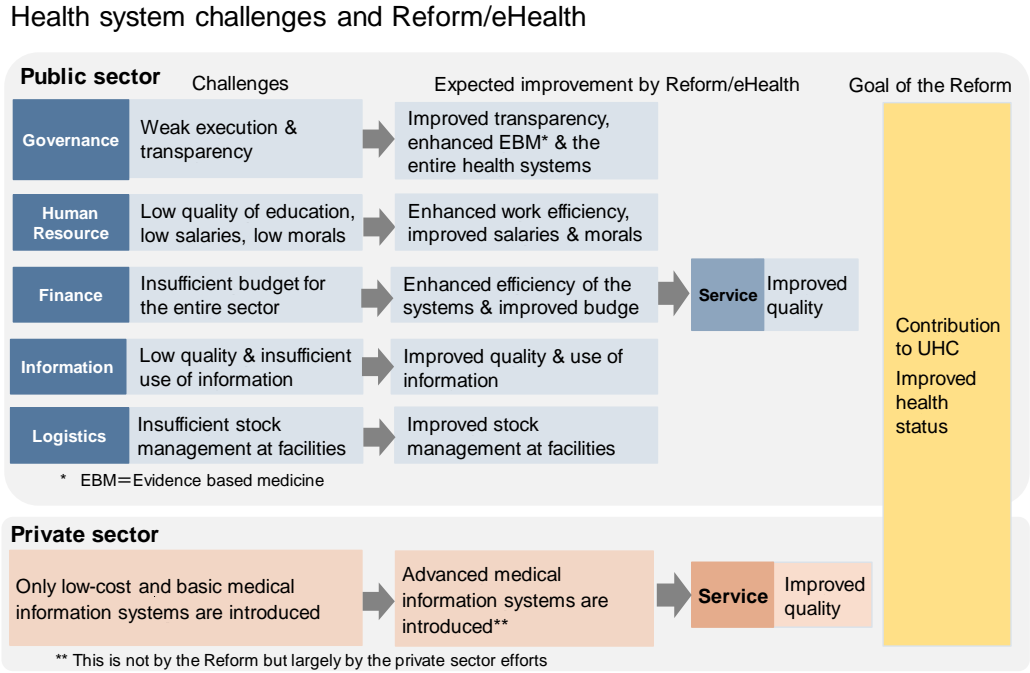 Health system challenges and Reform/eHealth
Public sector
Challenges
Expected improvement by Reform/eHealth
Goal of the Reform
Governance
Weak execution &
transparency
Improved transparency,
enhanced EBM* & the
entire health systems
Human
Resource
Low quality of education,
low salaries, low morals
Enhanced work efficiency,
improved salaries & morals
Finance
Insufficient budget for
the entire sector
Enhanced efficiency of the
systems & improved budge
Service
Improved
quality
Information
Low quality & insufficient
use of information
Improved quality & use of
information
Logistics
Insufficient stock
management at facilities
Improved stock
management at facilities
Contribution
to UHC
Improved
health
status
* EBM=Evidence based medicine
Private sector
Only low-cost and basic medical
information systems are introduced
Advanced medical
information systems are
introduced**
Service
Improved
quality
** This is not by the Reform but largely by the private sector efforts